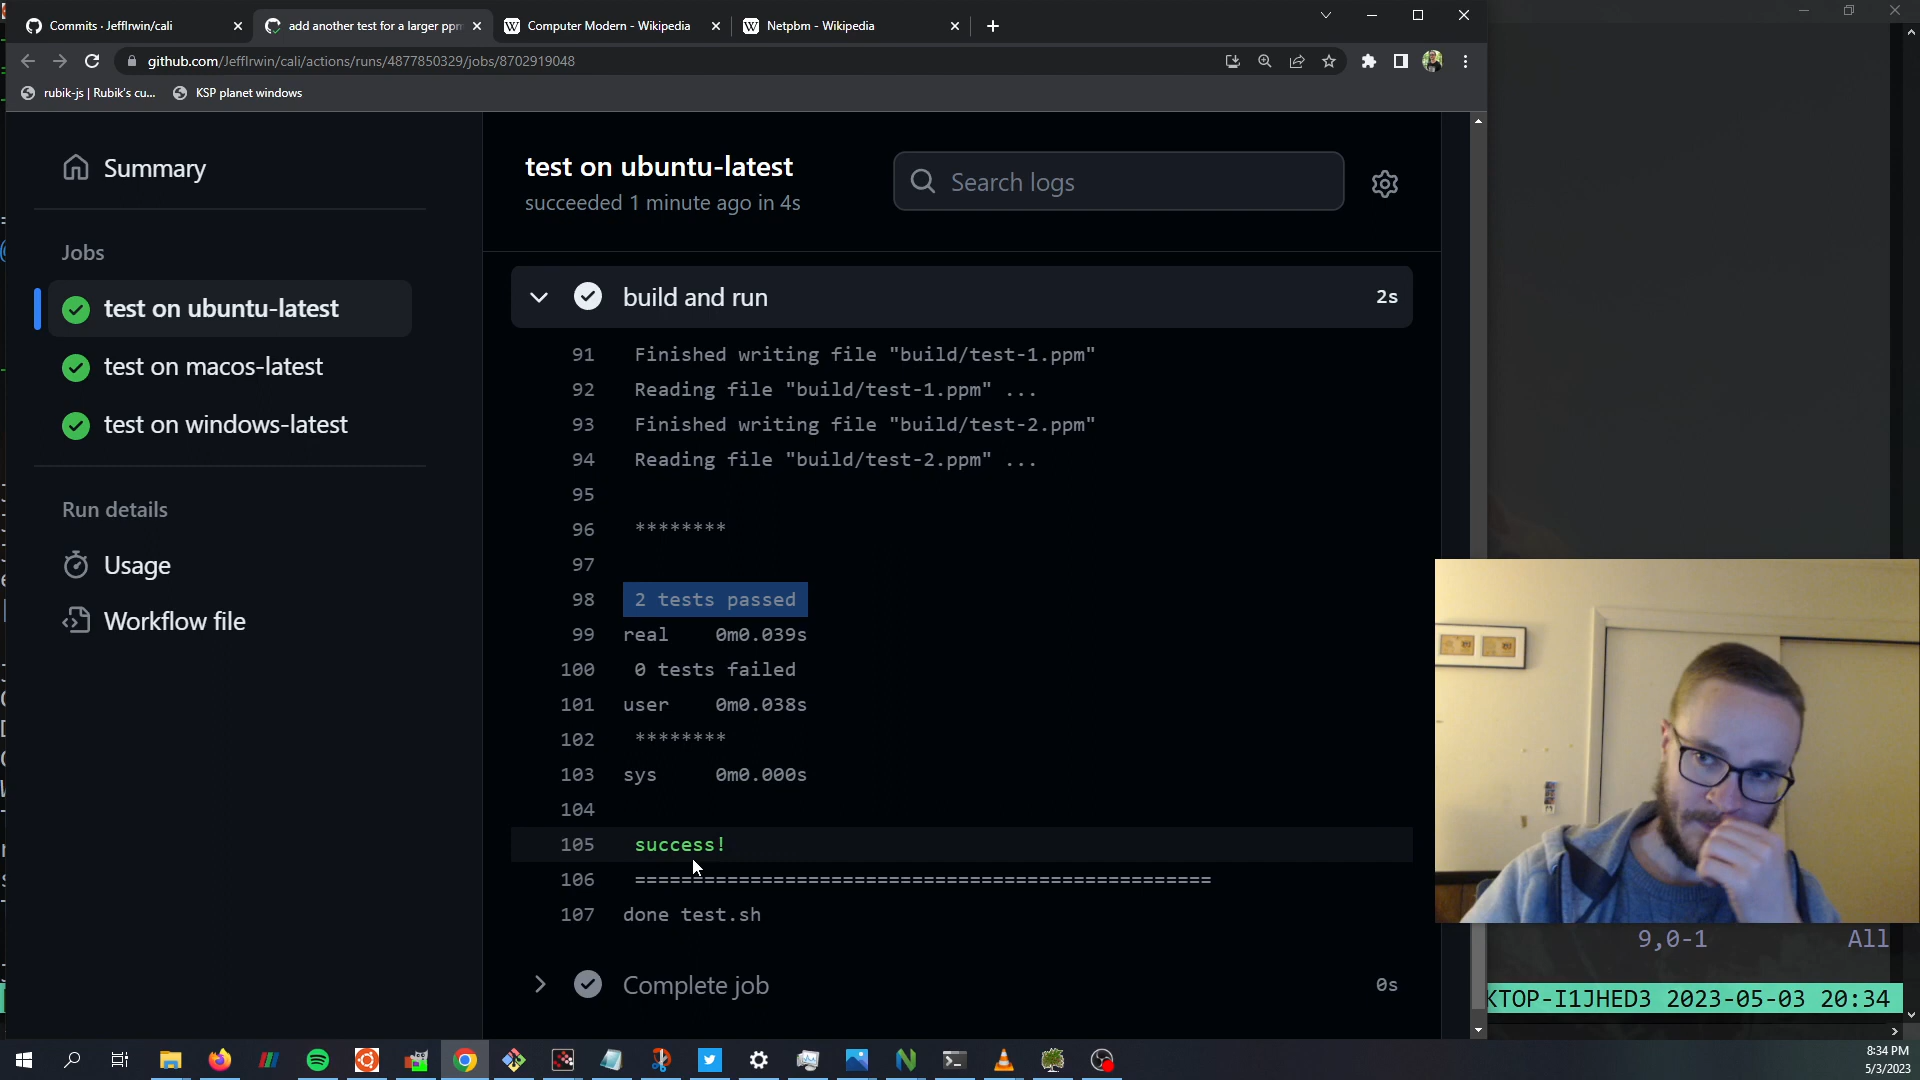 Commits · JeffIrwin/cali
add another test for a larger ppm
Computer Modern - Wikipedia
Netpbm - Wikipedia
github.com/JeffIrwin/cali/actions/runs/4877850329/jobs/8702919048
rubik-js | Rubik's cu...
KSP planet windows
Summary
Jobs
test on ubuntu-latest
test on macos-latest
test on windows-latest
Run details
Usage
Workflow file
test on ubuntu-latest
succeeded 1 minute ago in 4s
Search logs
build and run
2s
91 Finished writing file "build/test-1.ppm"
92 Reading file "build/test-1.ppm" ...
93 Finished writing file "build/test-2.ppm"
94 Reading file "build/test-2.ppm" ...
95
96 ********
97
98 2 tests passed
99 real 0m0.039s
100 0 tests failed
101 user 0m0.038s
102 ********
103 sys 0m0.000s
104
105 success!
106 ==================================================
107 done test.sh
Complete job
0s
9,0-1 All
KTOP-I1JHED3 2023-05-03 20:34
8:34 PM
5/3/2023